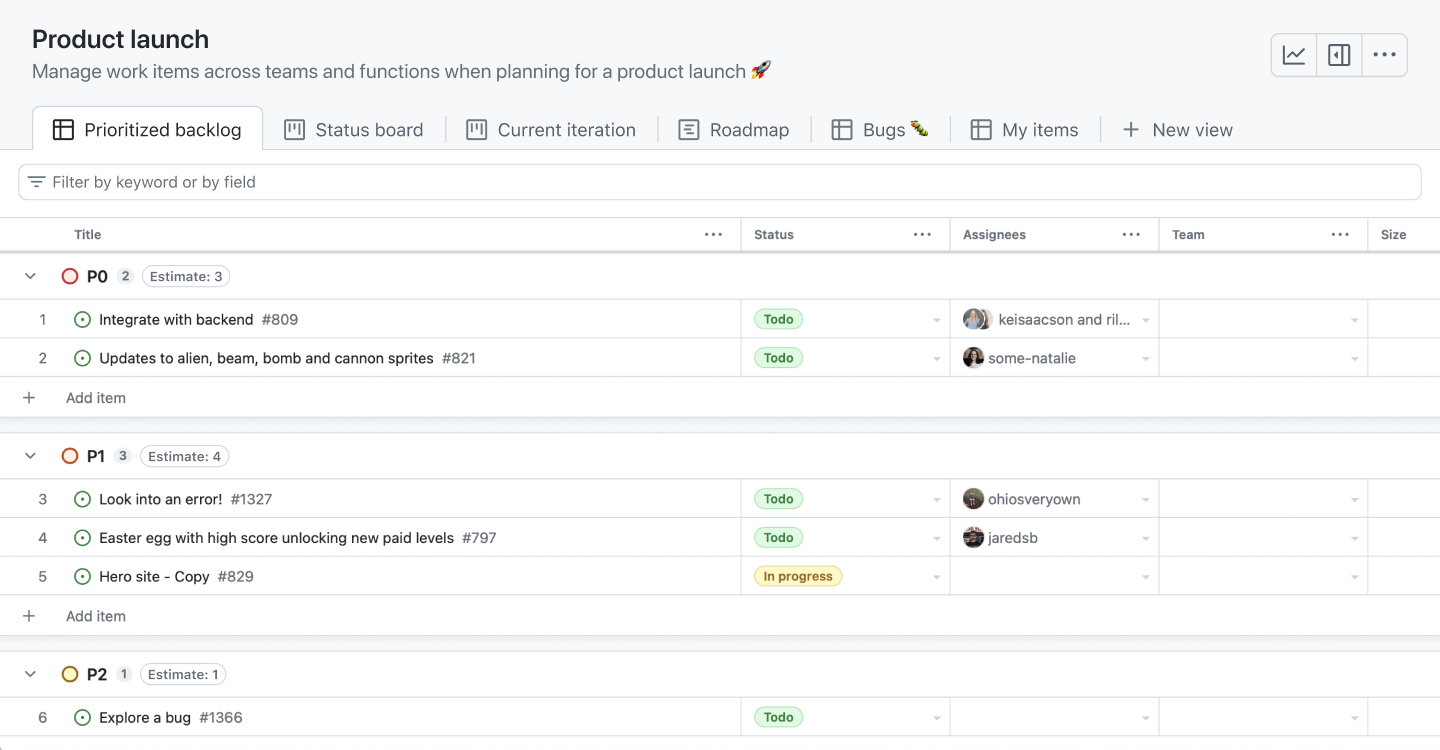 Product launch
Manage work items across teams and functions when planning for a product launch 🚀
Prioritized backlog Status board Current iteration Roadmap Bugs 🐛 My items + New view
Filter by keyword or by field
Title ... Status ... Assignees ... Team ... Size
P0 2 Estimate: 3
1 Integrate with backend #809 Todo keisaacson and ril...
2 Updates to alien, beam, bomb and cannon sprites #821 Todo some-natalie
+ Add item
P1 3 Estimate: 4
3 Look into an error! #1327 Todo ohiosveryown
4 Easter egg with high score unlocking new paid levels #797 Todo jaredsb
5 Hero site - Copy #829 In progress
+ Add item
P2 1 Estimate: 1
6 Explore a bug #1366 Todo